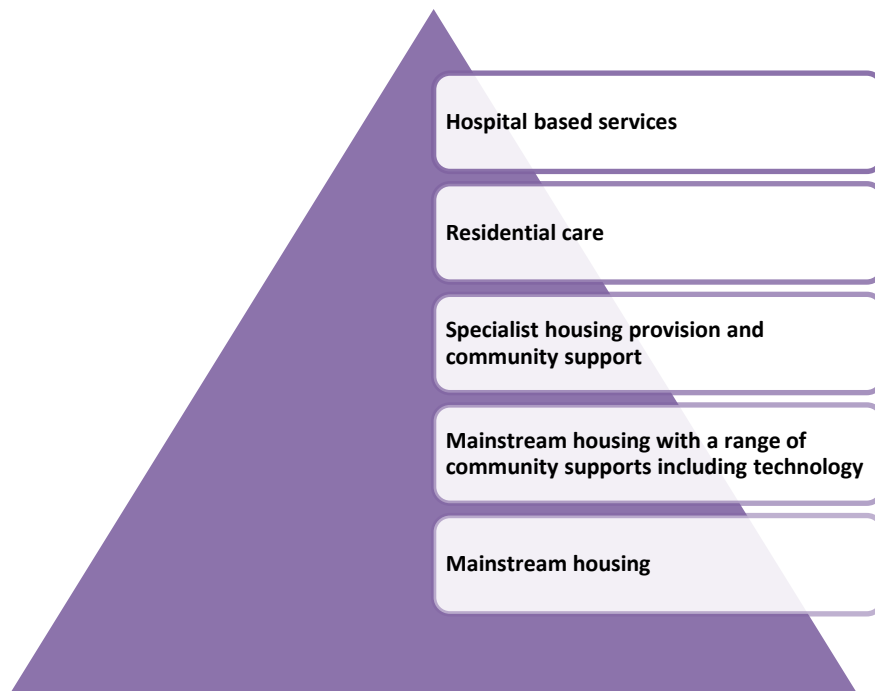 Hospital based services
Residential care
Specialist housing provision and
community support
Mainstream housing with a range of
community supports including technology
Mainstream housing